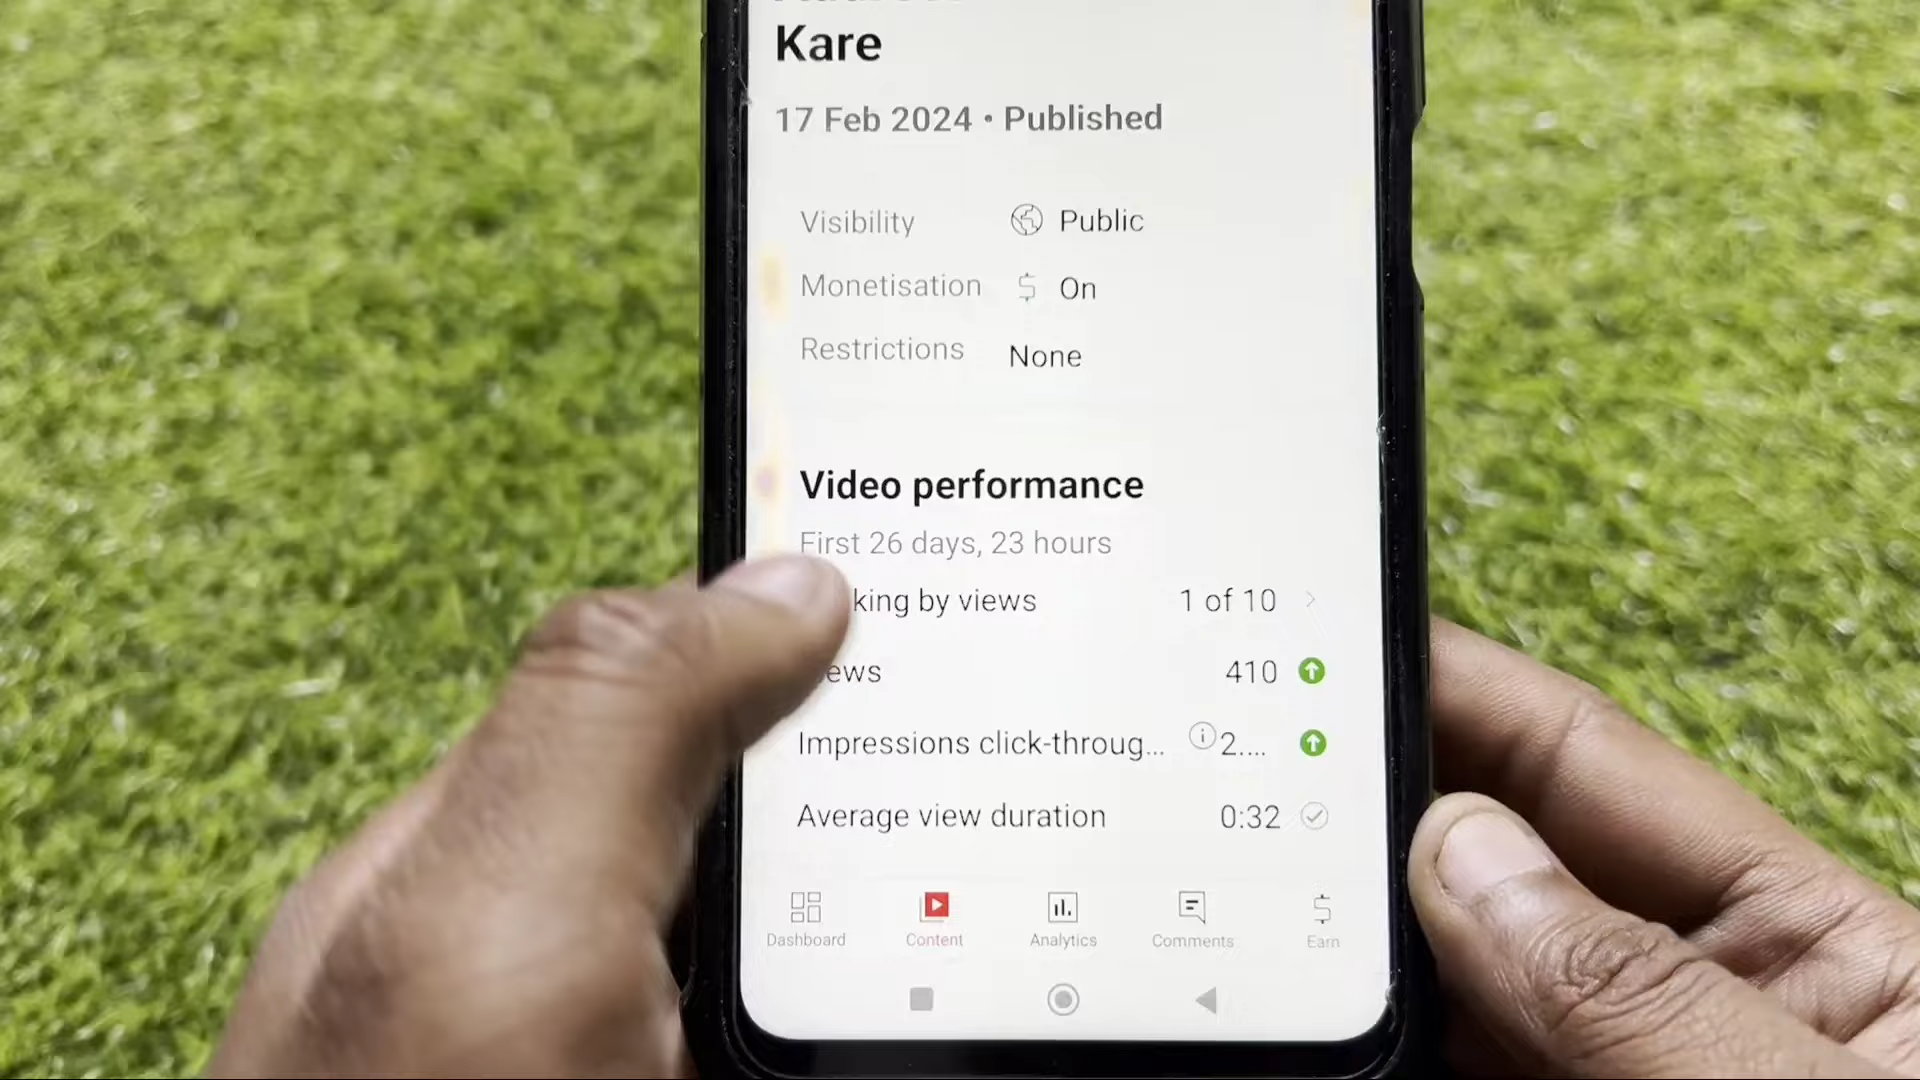 Kare
17 Feb 2024 • Published
Visibility Public
Monetisation $ On
Restrictions None
Video performance
First 26 days, 23 hours
king by views 1 of 10
ews 410
Impressions click-throug... 2....
Average view duration 0:32
Dashboard Content Analytics Comments Earn